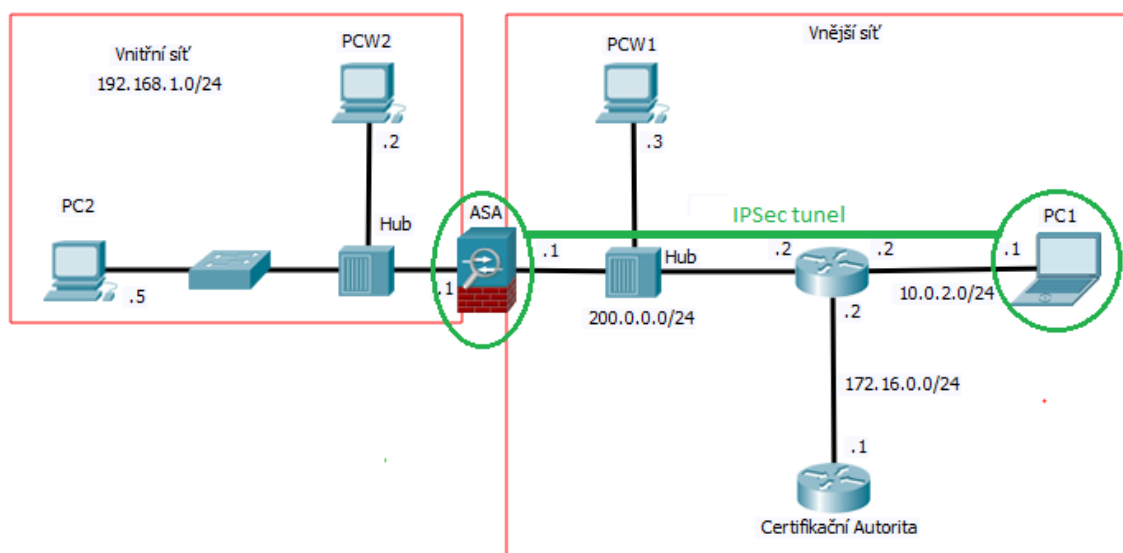 Vnitřní síť
192.168.1.0/24
PCW2
.2
PC2
.5
Hub
ASA
.1
Vnější síť
PCW1
.3
IPSec tunel
PC1
.1
Hub
.2
.2
.1
200.0.0.0/24
10.0.2.0/24
.2
172.16.0.0/24
.1
Certifikační Autorita